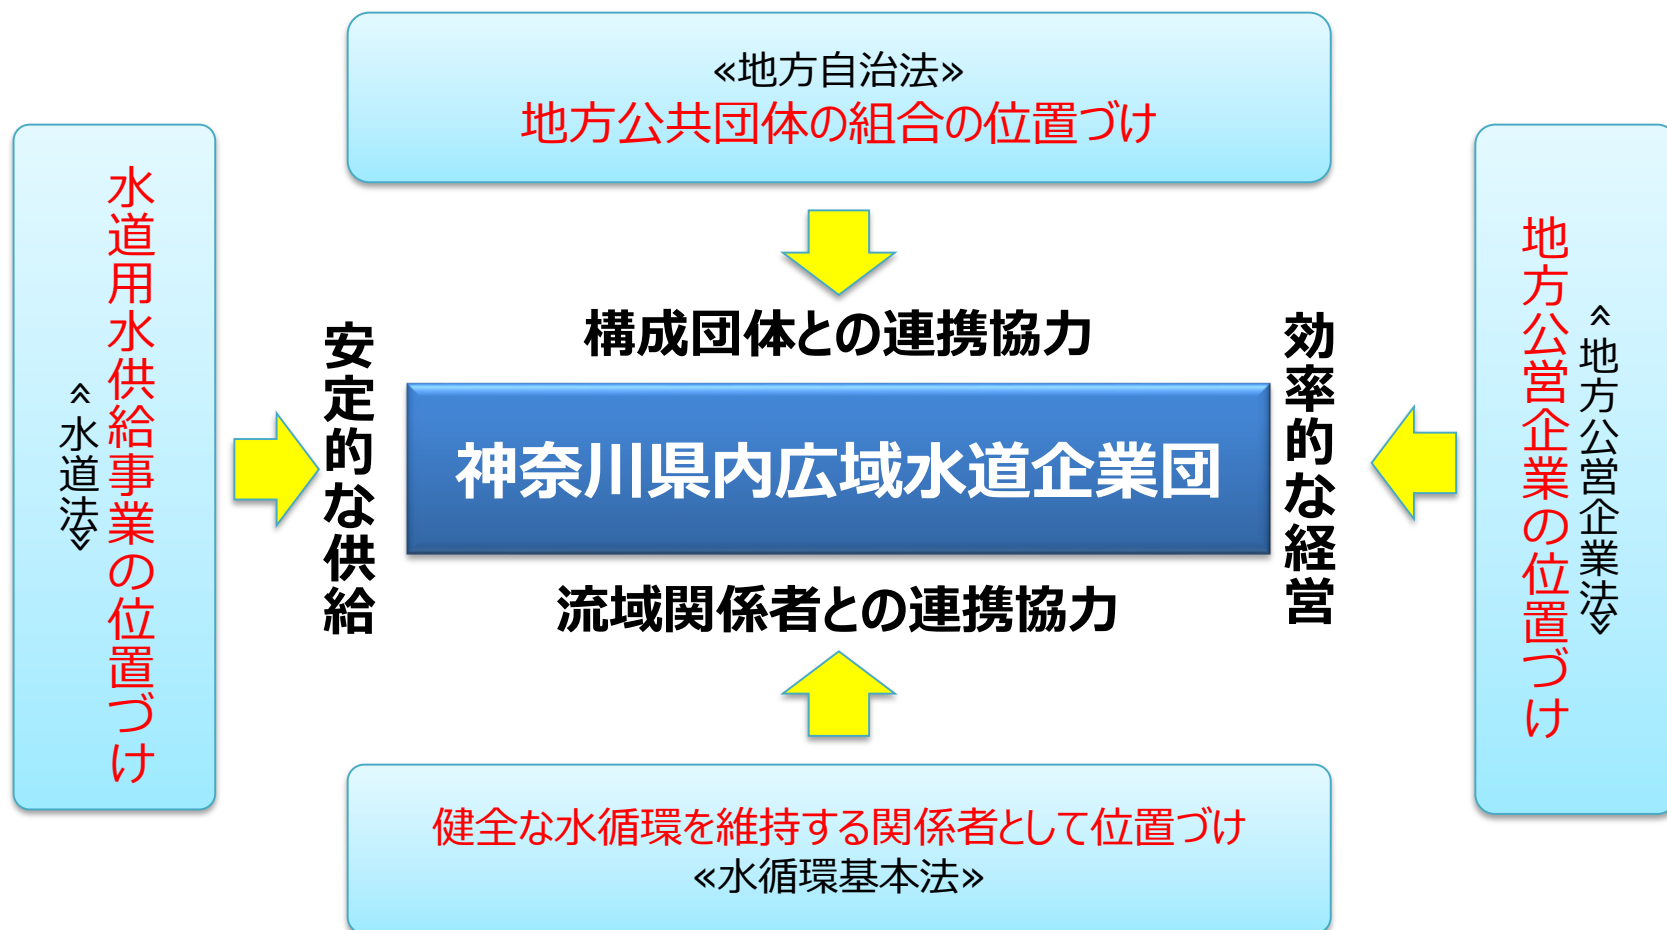 «地方自治法»
地方公共団体の組合の位置づけ
水道用水供給事業の位置づけ
«水道法»
安定的な供給
構成団体との連携協力
神奈川県内広域水道企業団
流域関係者との連携協力
効率的な経営
«地方公営企業法»
地方公営企業の位置づけ
健全な水循環を維持する関係者として位置づけ
«水循環基本法»